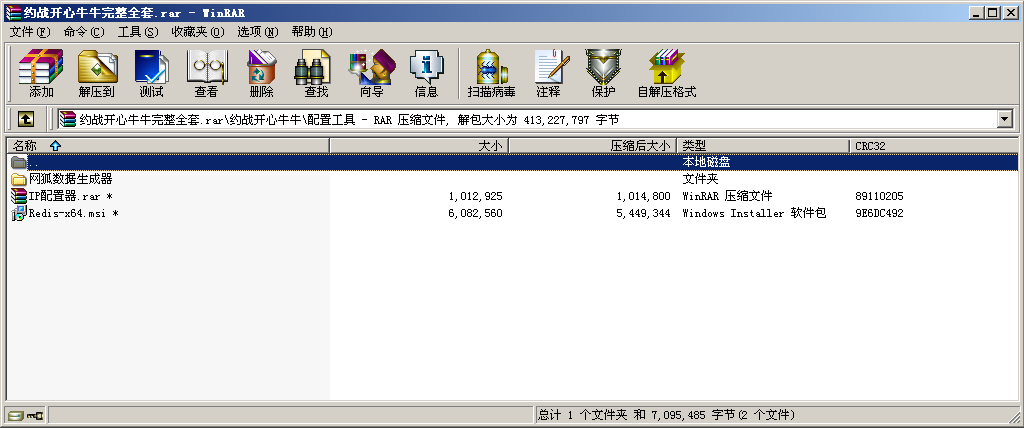 约战开心牛牛完整全套.rar - WinRAR
文件(F) 命令(C) 工具(S) 收藏夹(O) 选项(N) 帮助(H)
添加 解压到 测试 查看 删除 查找 向导 信息 扫描病毒 注释 保护 自解压格式
约战开心牛牛完整全套.rar\约战开心牛牛\配置工具 - RAR 压缩文件, 解包大小为 413,227,797 字节
名称 大小 压缩后大小 类型 CRC32
.. 本地磁盘
网狐数据生成器 文件夹
IP配置器.rar * 1,012,925 1,014,800 WinRAR 压缩文件 89110205
Redis-x64.msi * 6,082,560 5,449,344 Windows Installer 软件包 9E6DC492
总计 1 个文件夹 和 7,095,485 字节(2 个文件)